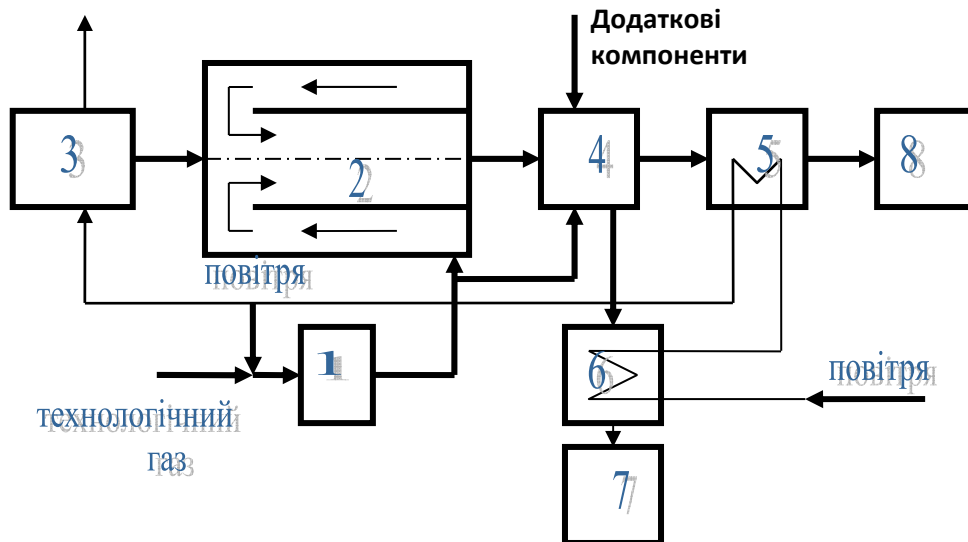 Додаткові
компоненти
3
2
4
5
8
повітря
1
6
повітря
технологічний
газ
7